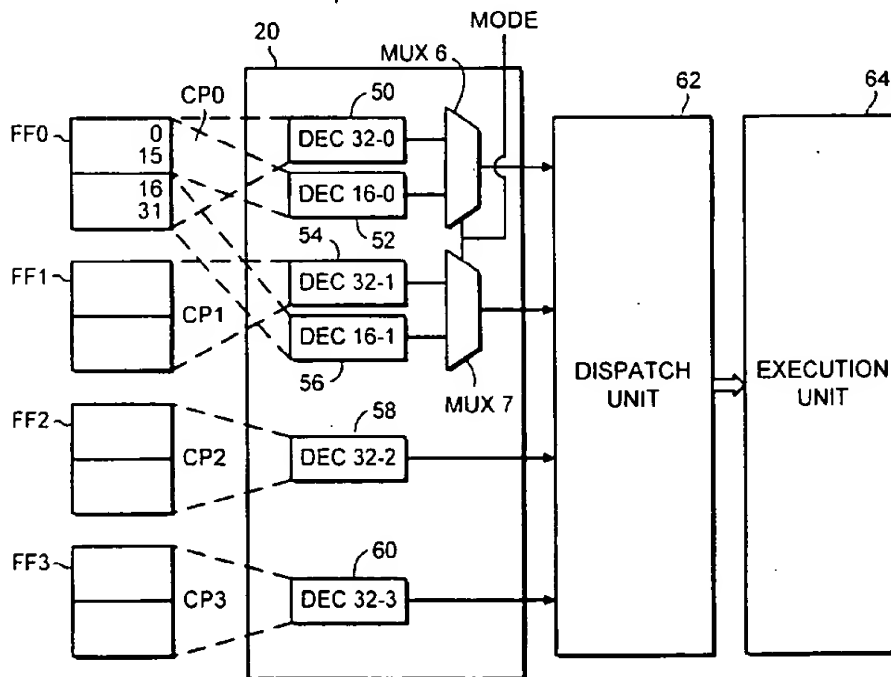 MODE
20
MUX 6
62
64
CP0
50
FF0
0
15
16
31
DEC 32-0
DEC 16-0
54
52
FF1
CP1
DEC 32-1
DEC 16-1
56
MUX 7
DISPATCH
UNIT
EXECUTION
UNIT
FF2
CP2
58
DEC 32-2
FF3
CP3
60
DEC 32-3